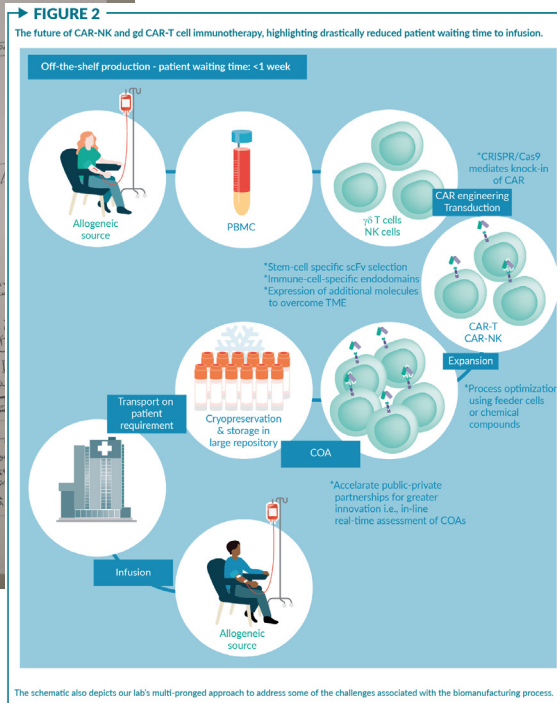 FIGURE 2
The future of CAR-NK and gd CAR-T cell immunotherapy, highlighting drastically reduced patient waiting time to infusion.
Off-the-shelf production - patient waiting time: <1 week
Allogeneic
source
PBMC
γδ T cells
NK cells
*CRISPR/Cas9
mediates knock-in
of CAR
CAR engineering
Transduction
*Stem-cell specific scFv selection
*Immune-cell-specific endodomains
*Expression of additional molecules
to overcome TME
CAR-T
CAR-NK
Expansion
*Process optimization
using feeder cells
or chemical
compounds
Cryopreservation
& storage in
large repository
COA
*Accelarate public-private
partnerships for greater
innovation i.e., in-line
real-time assessment of COAs
Transport on
patient
requirement
Infusion
Allogeneic
source
The schematic also depicts our lab's multi-pronged approach to address some of the challenges associated with the biomanufacturing process.